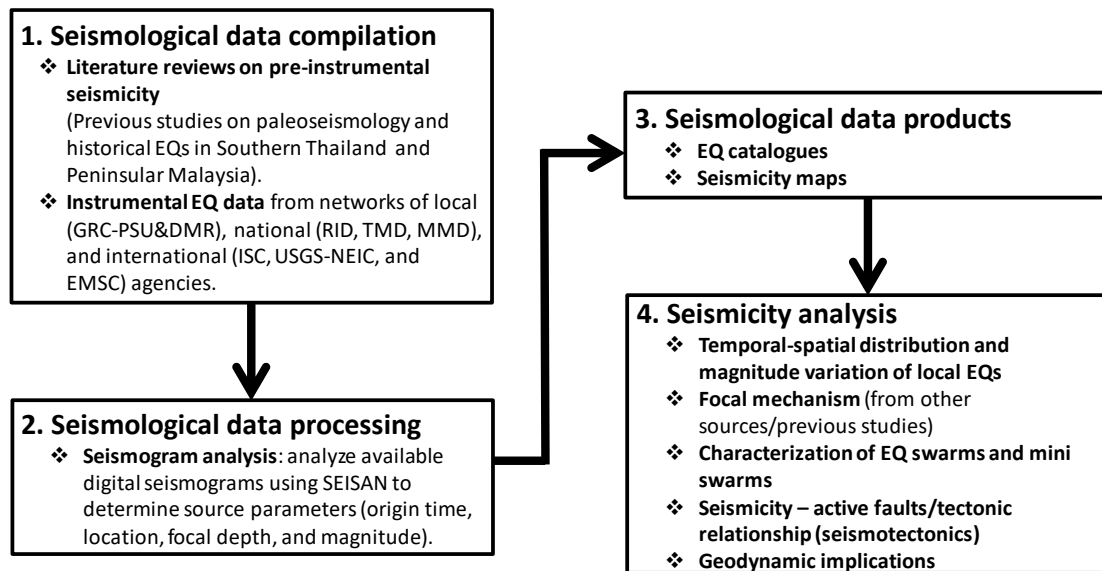 1. Seismological data compilation
❖ Literature reviews on pre-instrumental
seismicity
(Previous studies on paleoseismology and
historical EQs in Southern Thailand and
Peninsular Malaysia).
❖ Instrumental EQ data from networks of local
(GRC-PSU&DMR), national (RID, TMD, MMD),
and international (ISC, USGS-NEIC, and
EMSC) agencies.
2. Seismological data processing
❖ Seismogram analysis: analyze available
digital seismograms using SEISAN to
determine source parameters (origin time,
location, focal depth, and magnitude).
3. Seismological data products
❖ EQ catalogues
❖ Seismicity maps
4. Seismicity analysis
❖ Temporal-spatial distribution and
magnitude variation of local EQs
❖ Focal mechanism (from other
sources/previous studies)
❖ Characterization of EQ swarms and mini
swarms
❖ Seismicity – active faults/tectonic
relationship (seismotectonics)
❖ Geodynamic implications